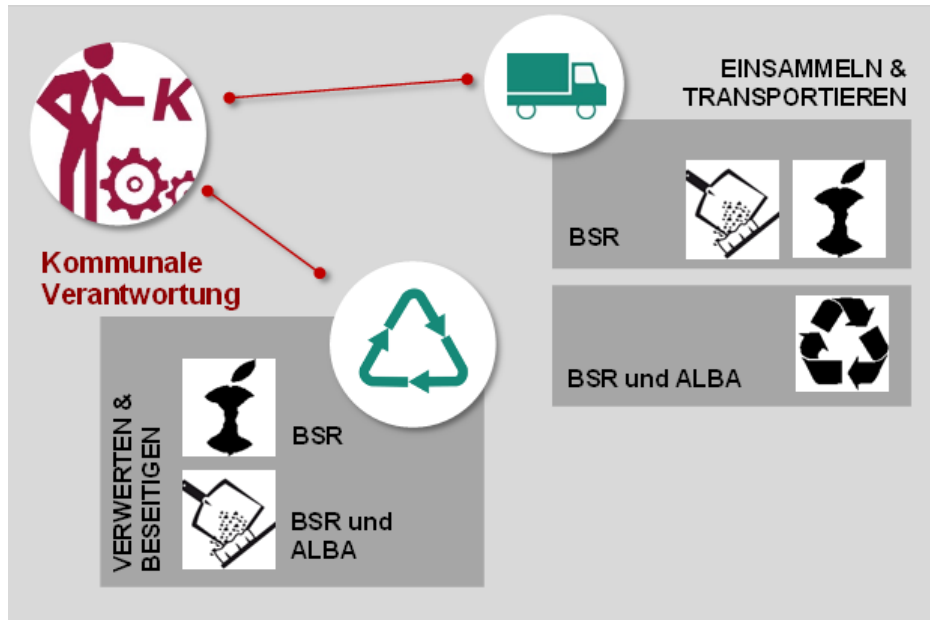 K
Kommunale
Verantwortung
EINSAMMELN &
TRANSPORTIEREN
BSR
BSR und ALBA
VERWERTEN &
BESEITIGEN
BSR
BSR und
ALBA